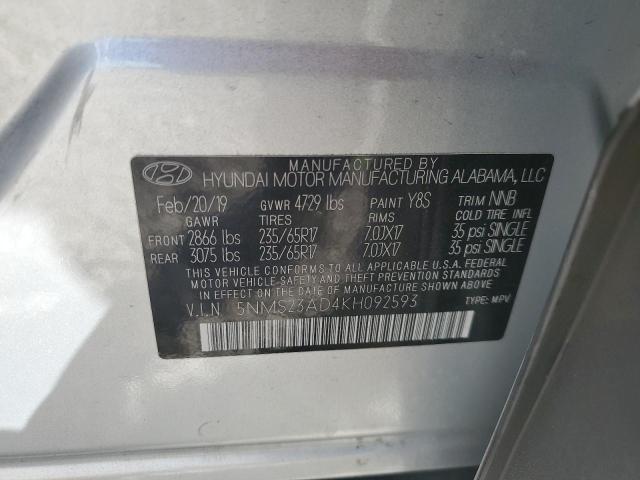 MANUFACTURED BY
HYUNDAI MOTOR MANUFACTURING ALABAMA, LLC
Feb/20/19 GVWR 4729 lbs PAINT Y8S TRIM NNB
GAWR TIRES RIMS COLD TIRE INFL
FRONT 2866 lbs 235/65R17 7.0JX17 35 psi SINGLE
REAR 3075 lbs 235/65R17 7.0JX17 35 psi SINGLE
THIS VEHICLE CONFORMS TO ALL APPLICABLE U.S.A. FEDERAL
MOTOR VEHICLE SAFETY AND THEFT PREVENTION STANDARDS IN
EFFECT ON THE DATE OF MANUFACTURE SHOWN ABOVE.
V.I.N 5NMS23AD4KH092593 TYPE: MPV